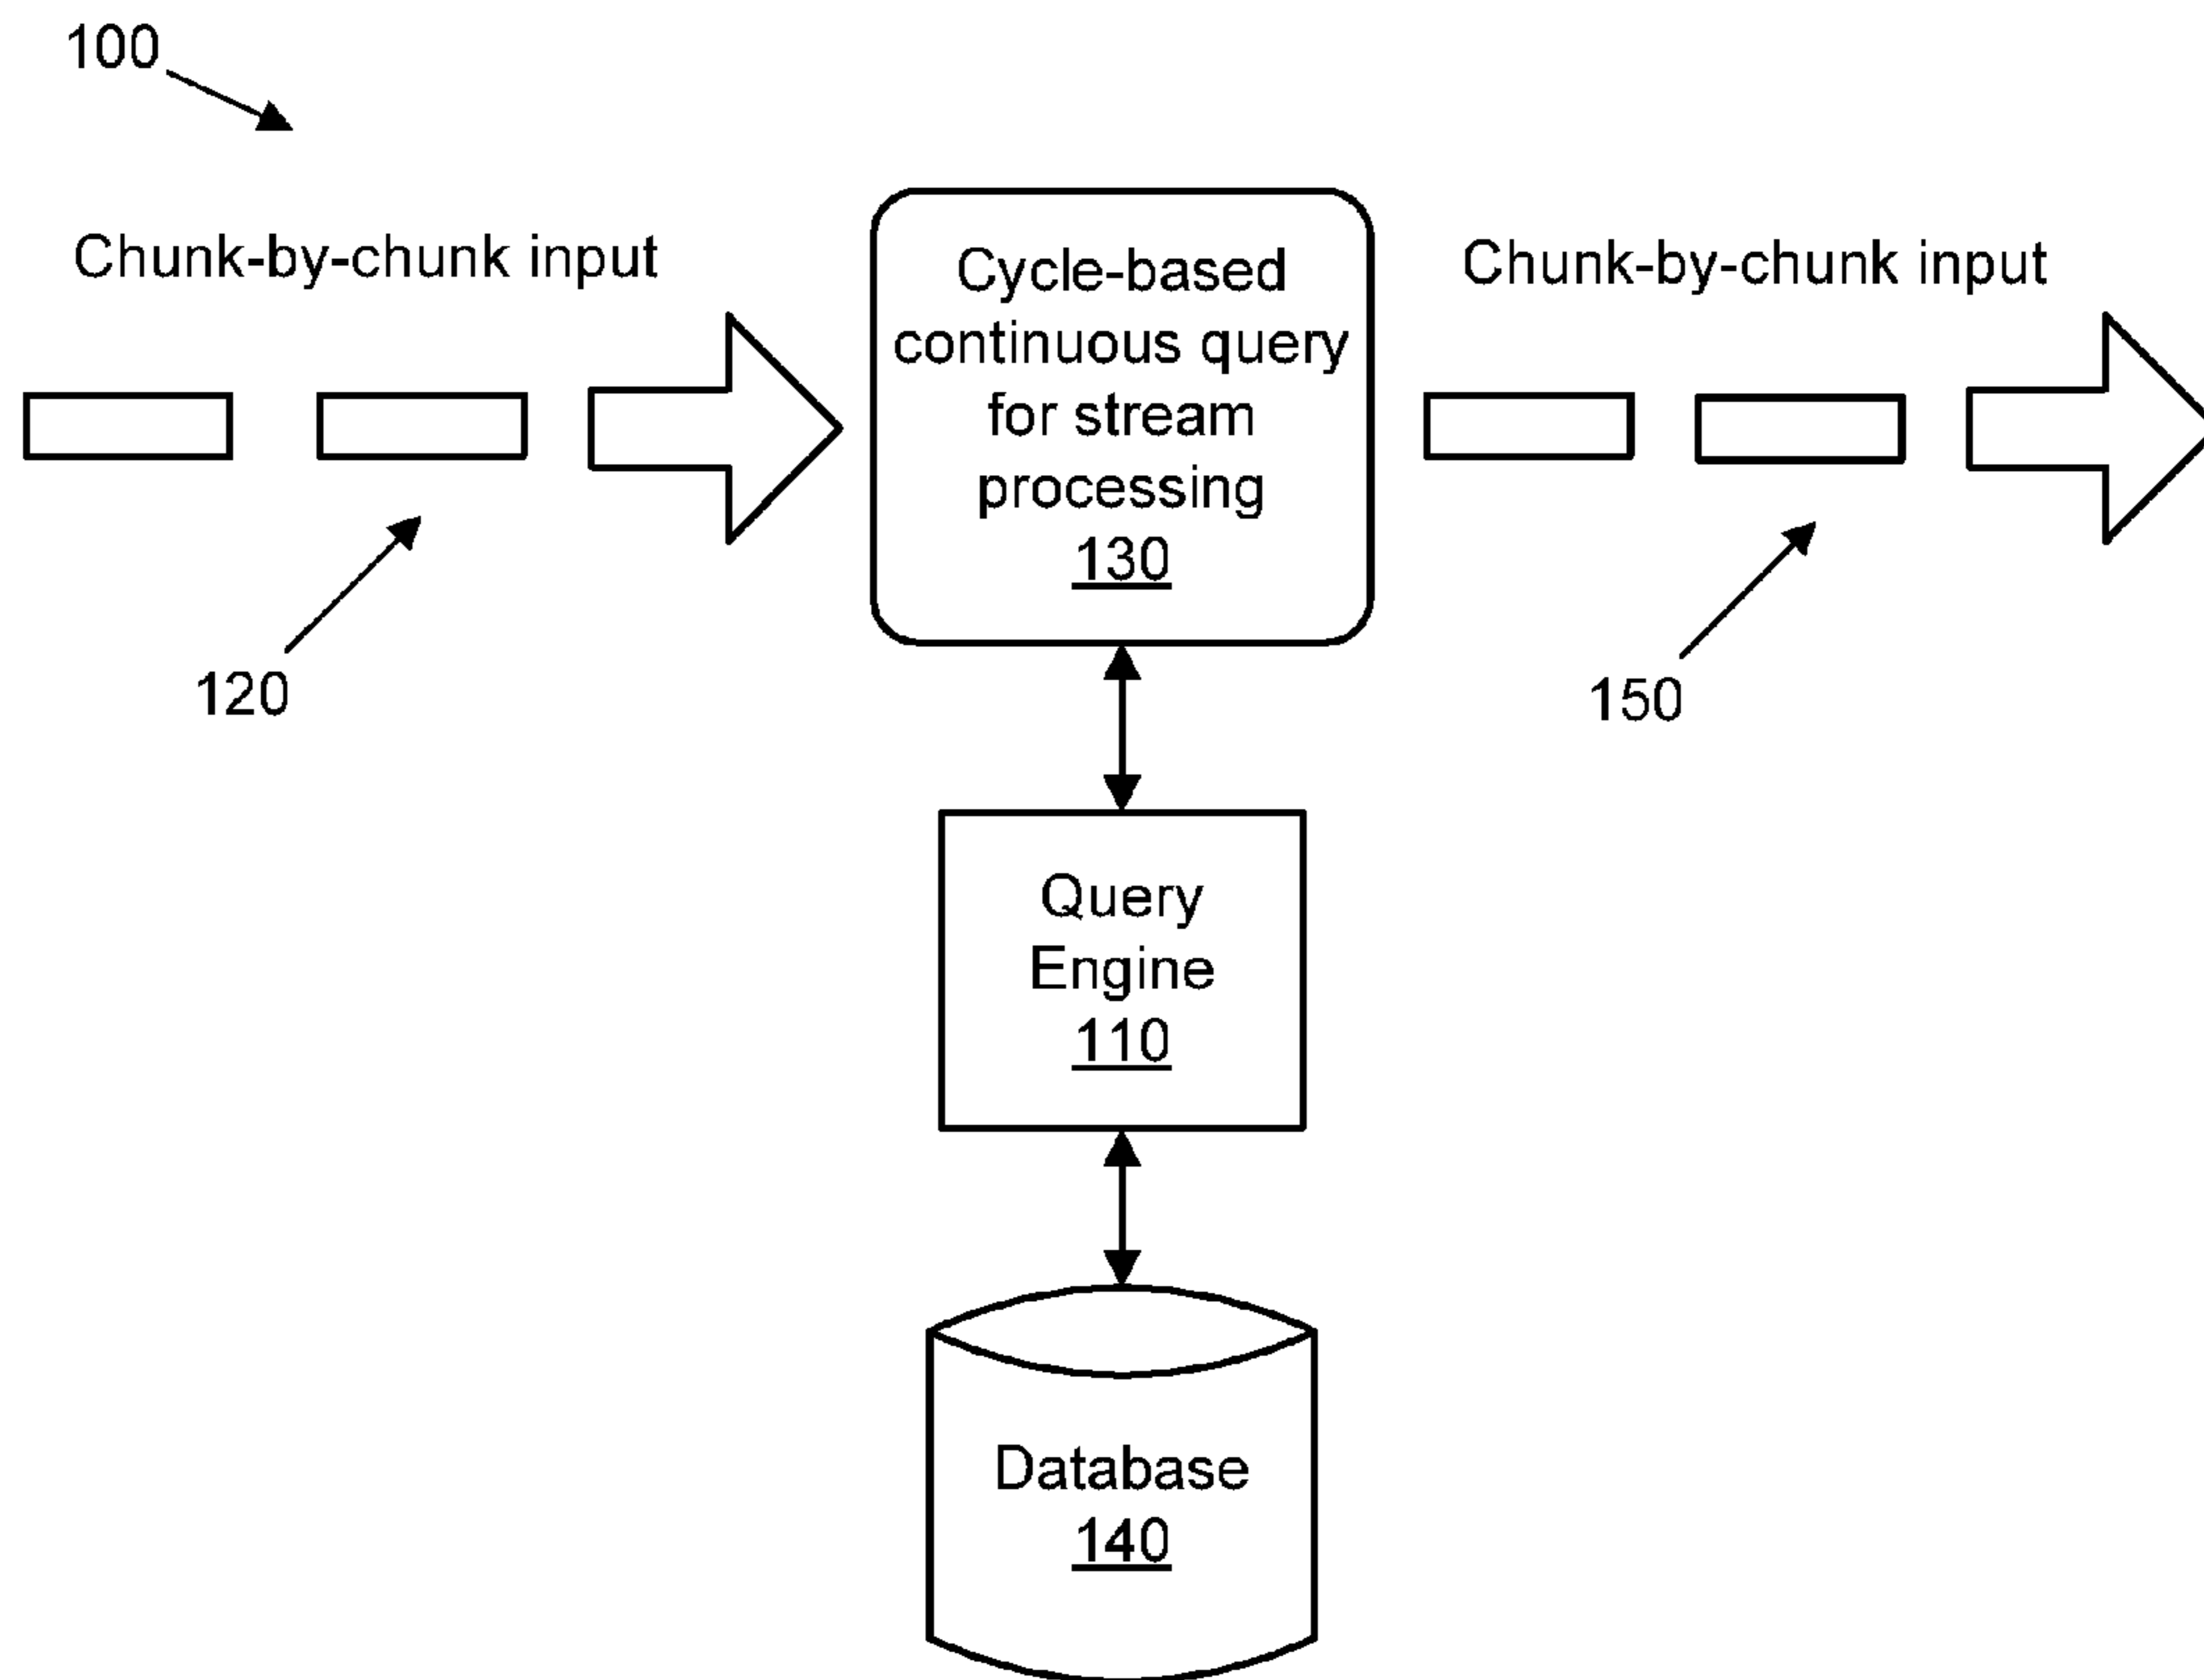 100
Chunk-by-chunk input
Cycle-based
continuous query
for stream
processing
130
Chunk-by-chunk input
120
150
Query
Engine
110
Database
140